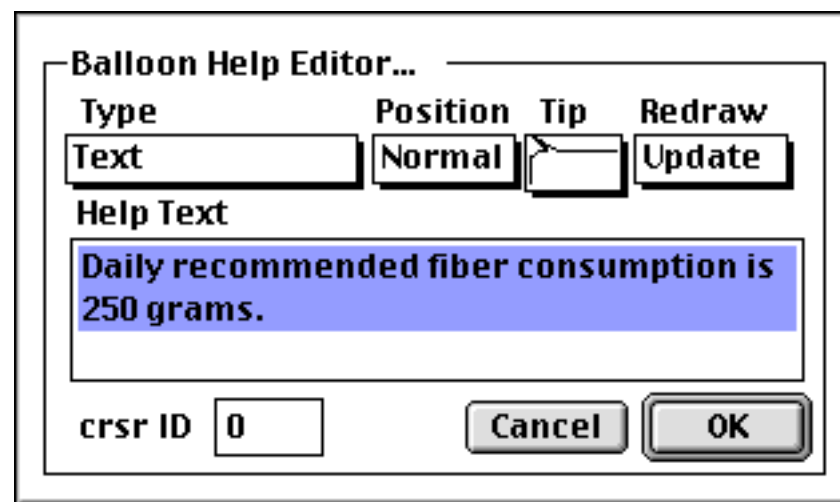 Balloon Help Editor...
Type Position Tip Redraw
Text Normal Update
Help Text
Daily recommended fiber consumption is
250 grams.
crsr ID 0 Cancel OK